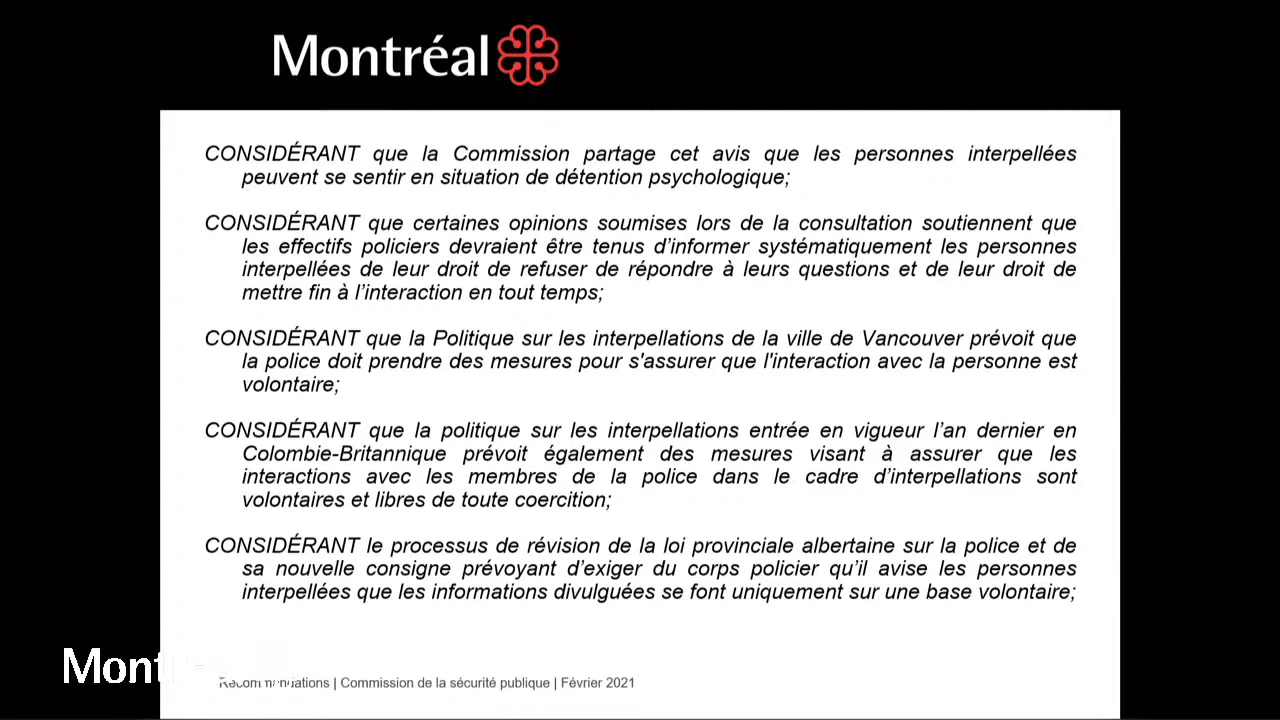 Montréal
CONSIDÉRANT que la Commission partage cet avis que les personnes interpellées
peuvent se sentir en situation de détention psychologique;
CONSIDÉRANT que certaines opinions soumises lors de la consultation soutiennent que
les effectifs policiers devraient être tenus d’informer systématiquement les personnes
interpellées de leur droit de refuser de répondre à leurs questions et de leur droit de
mettre fin à l’interaction en tout temps;
CONSIDÉRANT que la Politique sur les interpellations de la ville de Vancouver prévoit que
la police doit prendre des mesures pour s'assurer que l'interaction avec la personne est
volontaire;
CONSIDÉRANT que la politique sur les interpellations entrée en vigueur l’an dernier en
Colombie-Britannique prévoit également des mesures visant à assurer que les
interactions avec les membres de la police dans le cadre d’interpellations sont
volontaires et libres de toute coercition;
CONSIDÉRANT le processus de révision de la loi provinciale albertaine sur la police et de
sa nouvelle consigne prévoyant d’exiger du corps policier qu’il avise les personnes
interpellées que les informations divulguées se font uniquement sur une base volontaire;
Montréal
Recommandations | Commission de la sécurité publique | Février 2021